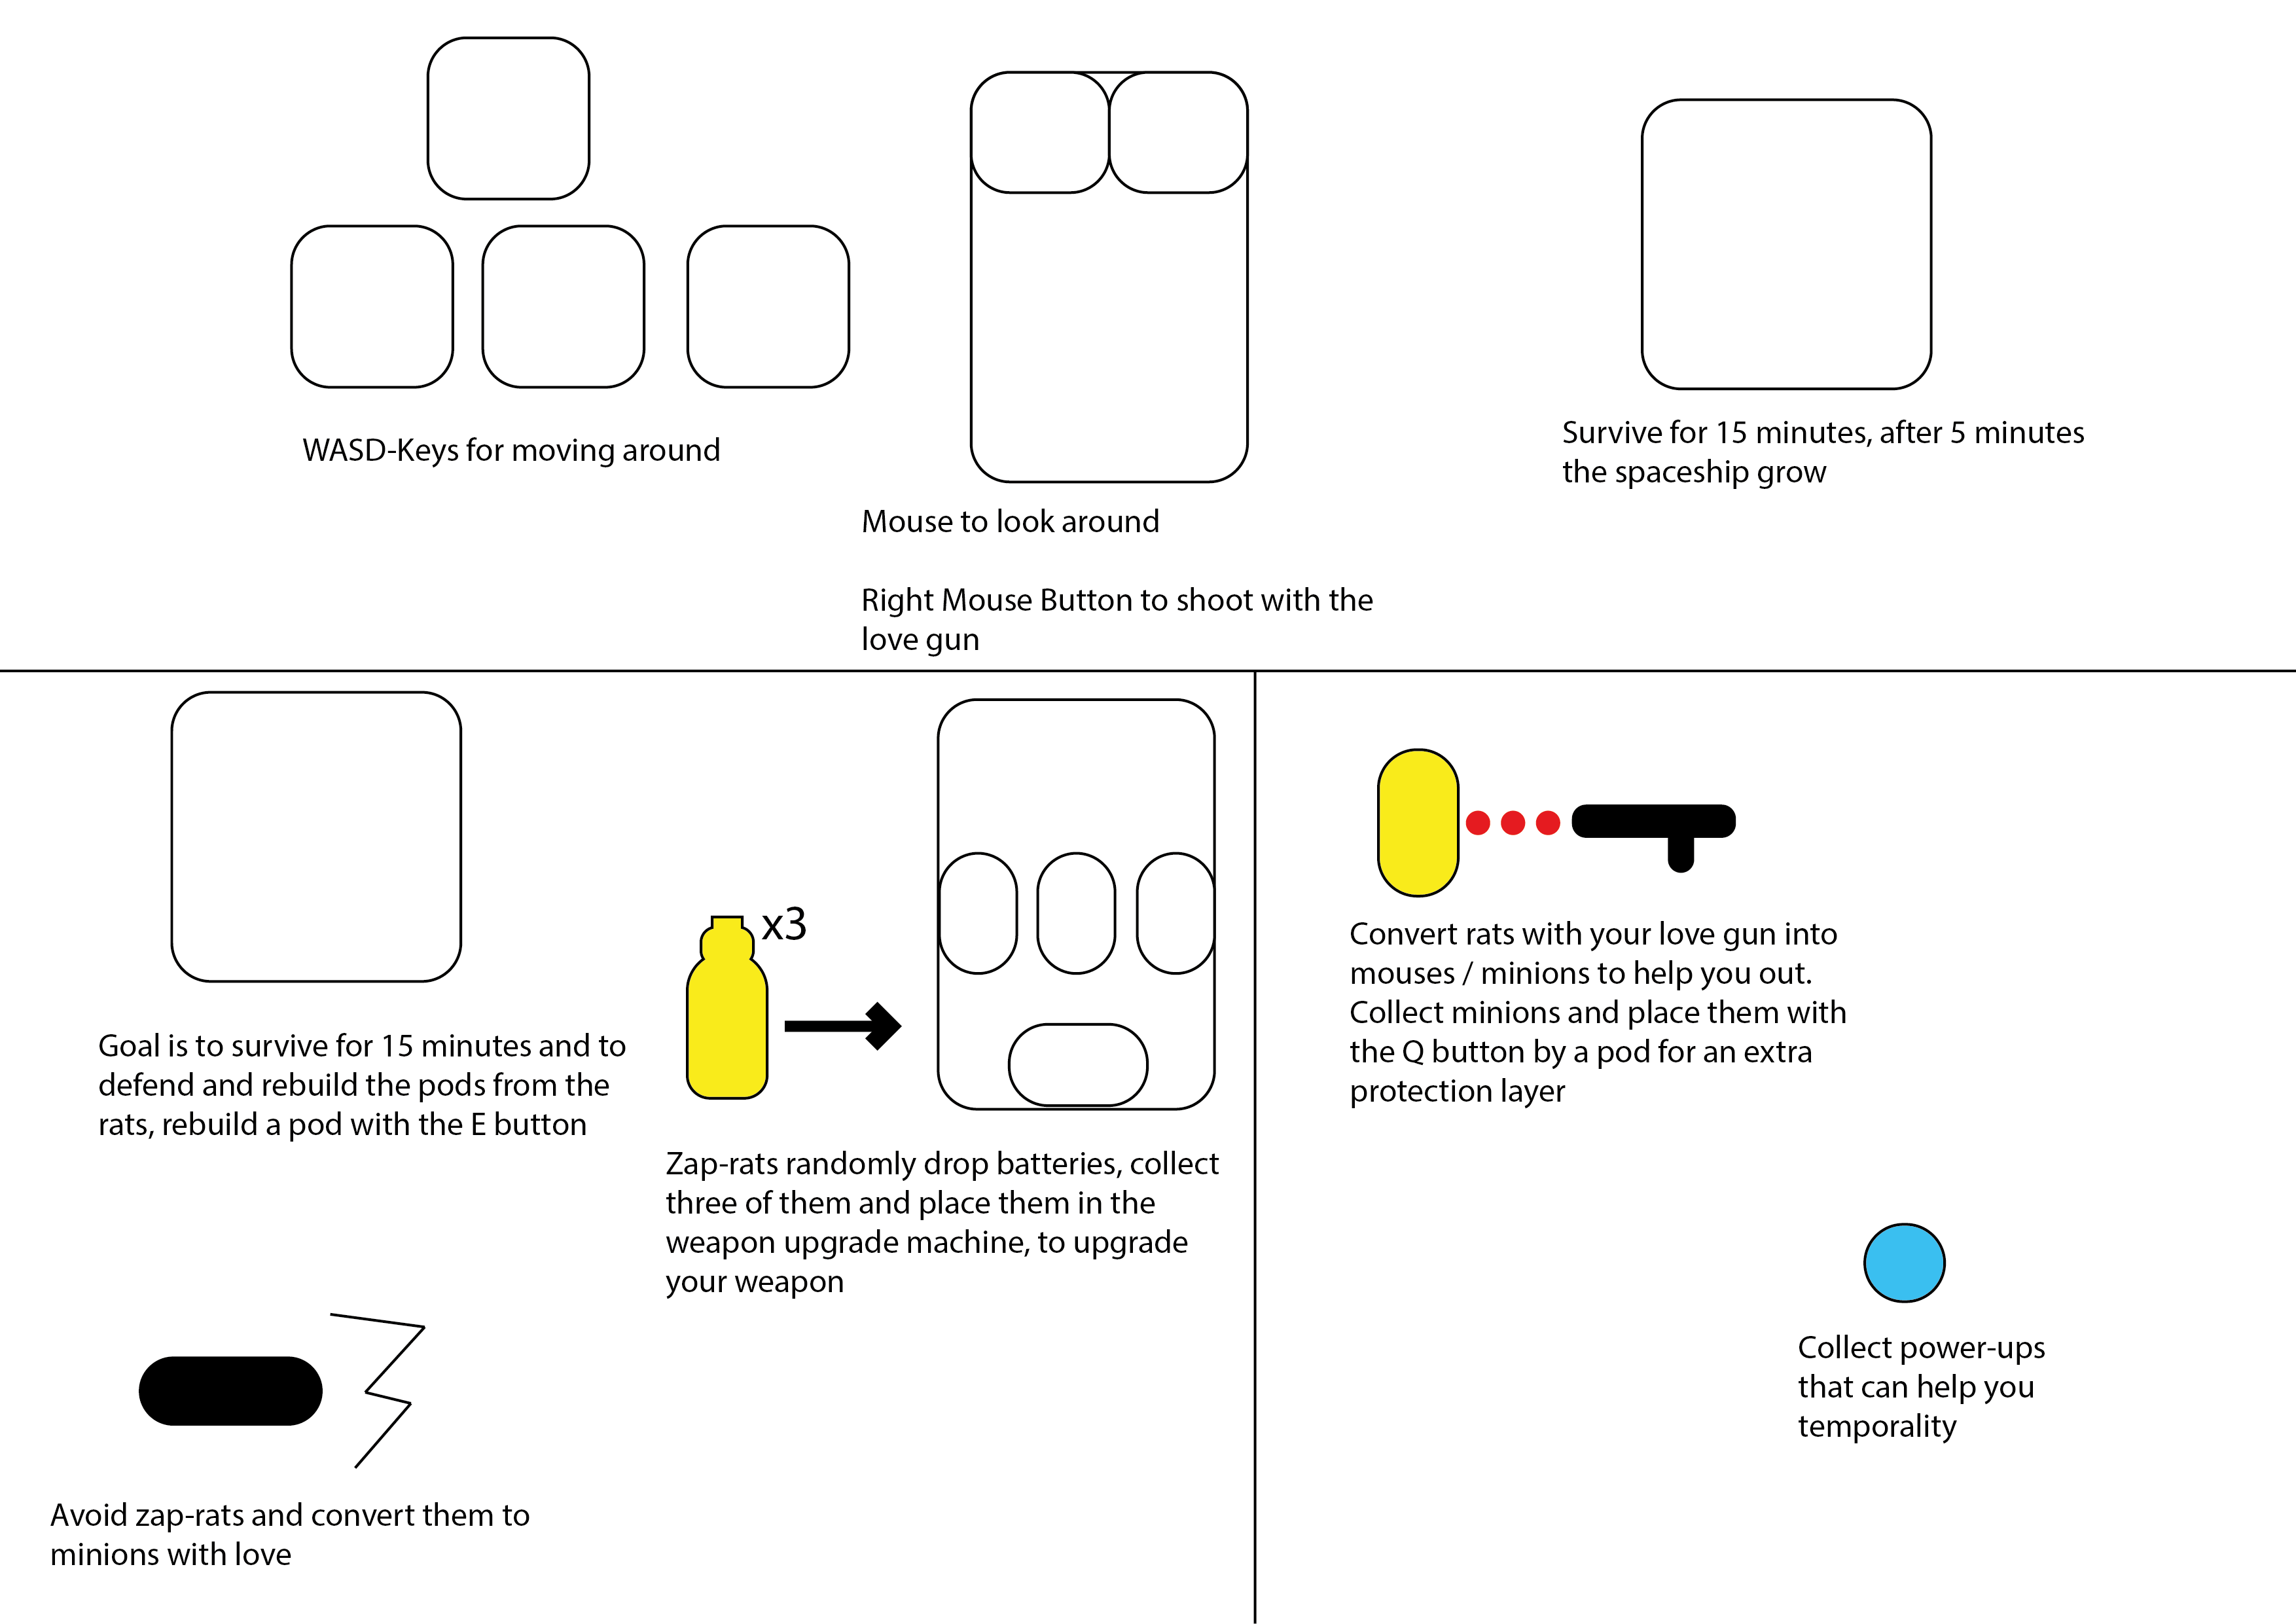 WASD-Keys for moving around
Mouse to look around
Right Mouse Button to shoot with the
love gun
Survive for 15 minutes, after 5 minutes
the spaceship grow
Goal is to survive for 15 minutes and to
defend and rebuild the pods from the
rats, rebuild a pod with the E button
x3
Zap-rats randomly drop batteries, collect
three of them and place them in the
weapon upgrade machine, to upgrade
your weapon
Avoid zap-rats and convert them to
minions with love
Convert rats with your love gun into
mouses / minions to help you out.
Collect minions and place them with
the Q button by a pod for an extra
protection layer
Collect power-ups
that can help you
temporality